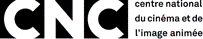 CNC
centre national
du cinéma et de
l'image animée